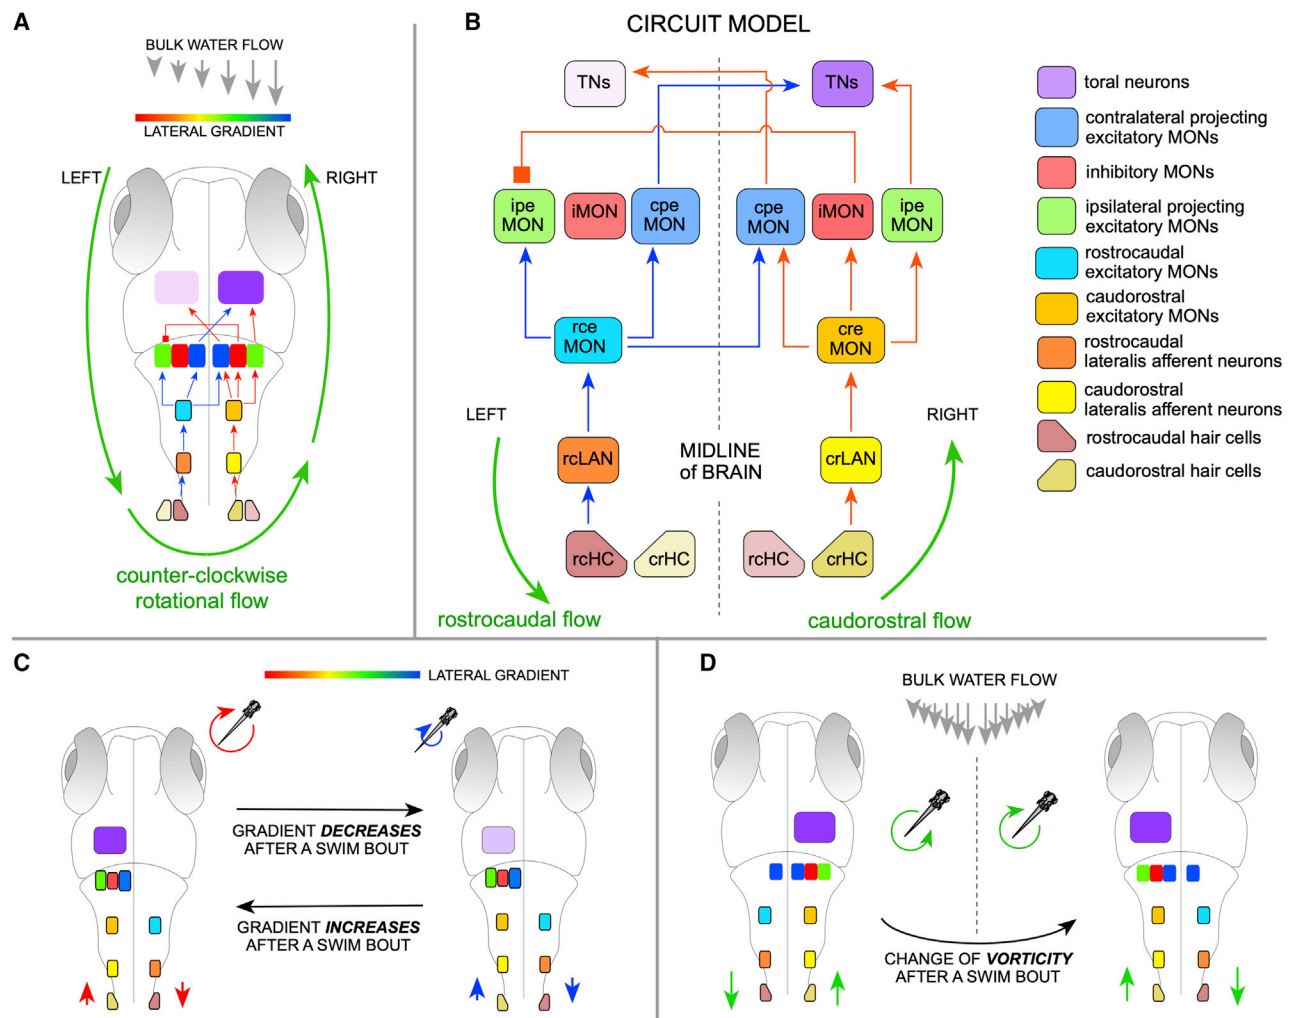 A
BULK WATER FLOW
LATERAL GRADIENT
LEFT
RIGHT
counter-clockwise
rotational flow
B
CIRCUIT MODEL
TNs
TNs
ipe
MON
iMON
cpe
MON
cpe
MON
iMON
ipe
MON
rce
MON
cre
MON
LEFT
RIGHT
rcLAN
MIDLINE
of BRAIN
crLAN
rcHC
crHC
rcHC
crHC
rostrocaudal flow
caudorostral flow
toral neurons
contralateral projecting
excitatory MONs
inhibitory MONs
ipsilateral projecting
excitatory MONs
rostrocaudal
excitatory MONs
caudorostral
excitatory MONs
rostrocaudal
lateralis afferent neurons
caudorostral
lateralis afferent neurons
rostrocaudal hair cells
caudorostral hair cells
C
LATERAL GRADIENT
GRADIENT DECREASES
AFTER A SWIM BOUT
GRADIENT INCREASES
AFTER A SWIM BOUT
D
BULK WATER FLOW
CHANGE OF VORTICITY
AFTER A SWIM BOUT